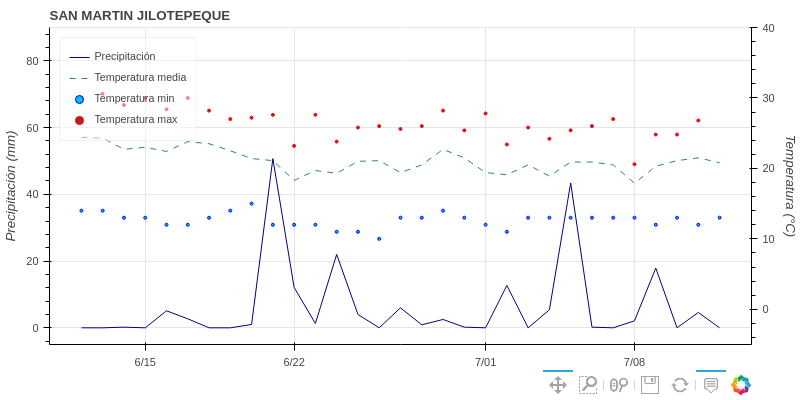 SAN MARTIN JILOTEPEQUE
Precipitación
Temperatura media
Temperatura min
Temperatura max
Precipitación (mm)
80
60
40
20
0
40
30
20
10
0
Temperatura (°C)
6/15
6/22
7/01
7/08